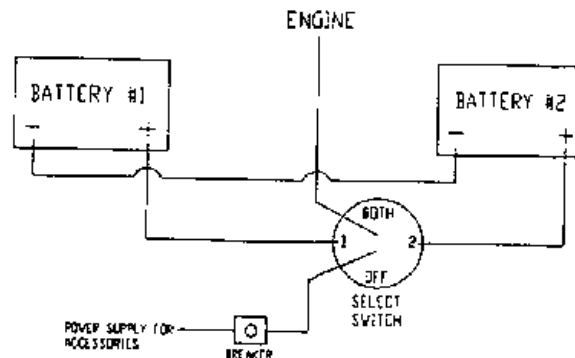 ENGINE
BATTERY #1
BATTERY #2
- +
- +
BOTH
1 2
OFF
SELECT
SWITCH
POWER SUPPLY FOR
ACCESSORIES
BREAKER